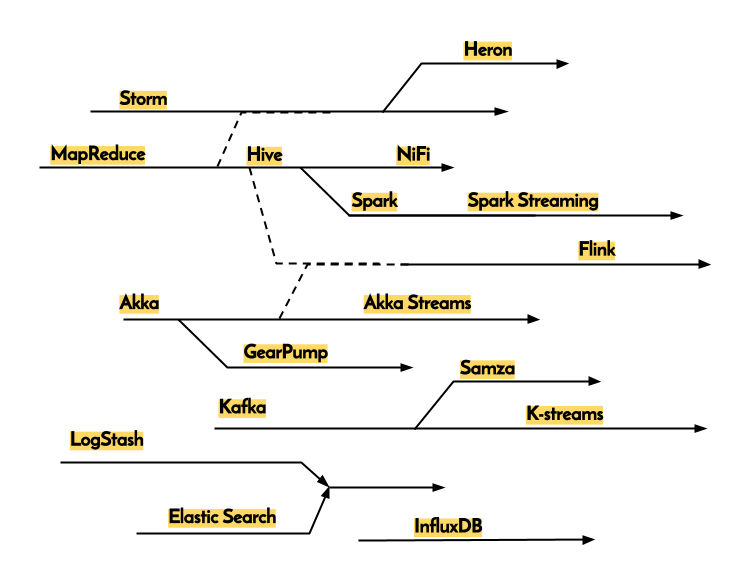 Heron
Storm
MapReduce
Hive
NiFi
Spark
Spark Streaming
Flink
Akka
Akka Streams
GearPump
Samza
Kafka
K-streams
LogStash
Elastic Search
InfluxDB